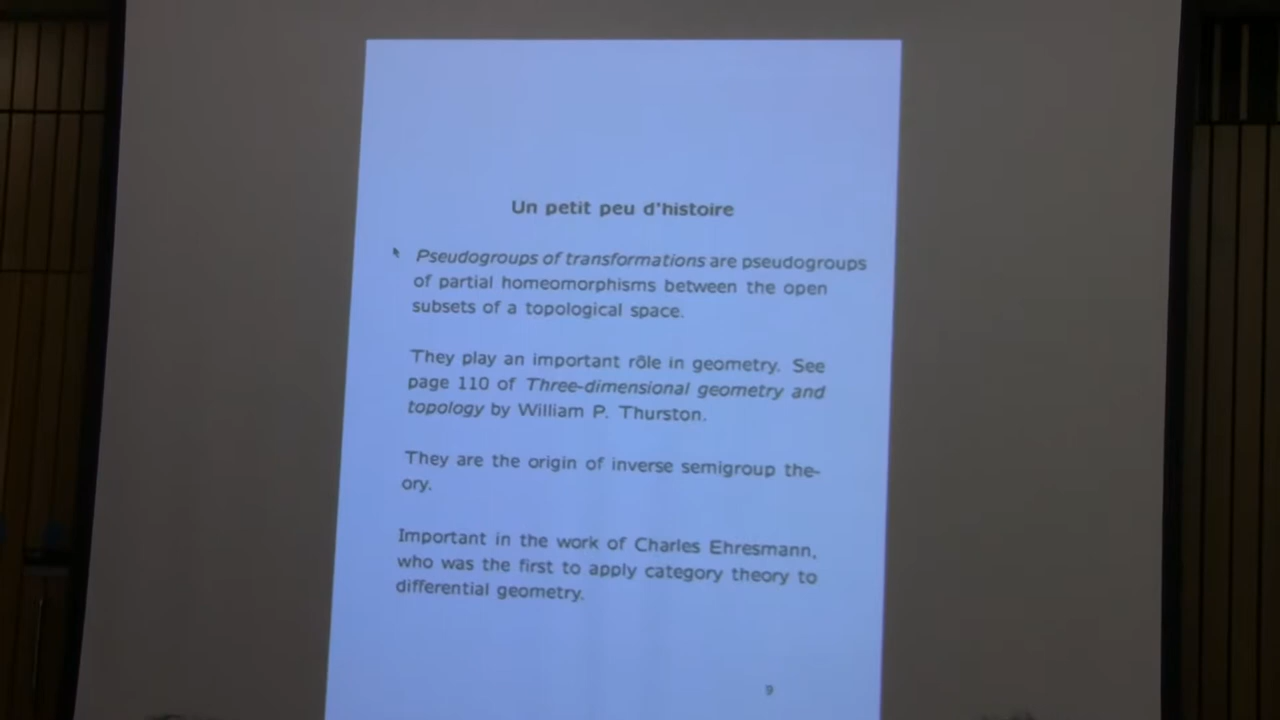 Un petit peu d'histoire
Pseudogroups of transformations are pseudogroups
of partial homeomorphisms between the open
subsets of a topological space.
They play an important rôle in geometry. See
page 110 of Three-dimensional geometry and
topology by William P. Thurston.
They are the origin of inverse semigroup the-
ory.
Important in the work of Charles Ehresmann,
who was the first to apply category theory to
differential geometry.
9